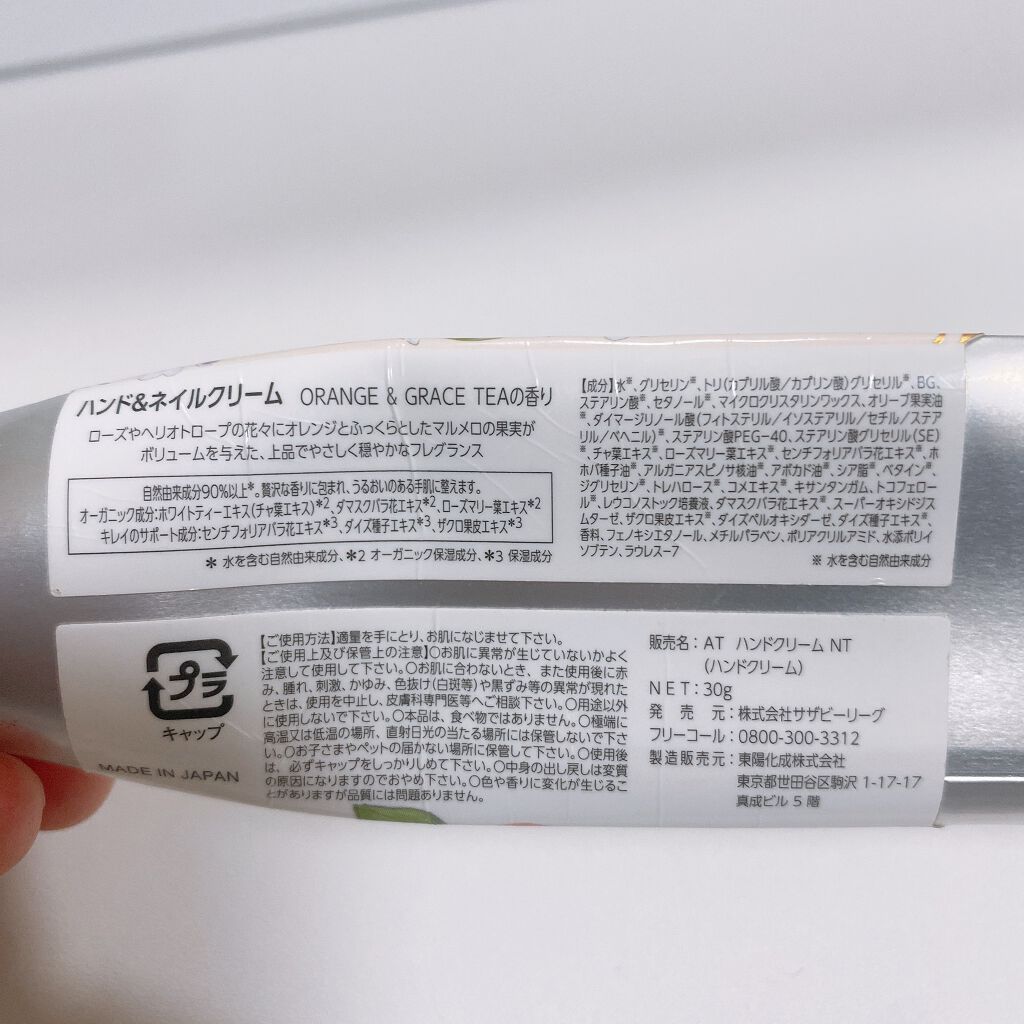 ハンド&ネイルクリーム ORANGE & GRACE TEAの香り
ローズやヘリオトロープの花々にオレンジとふっくらとしたマルメロの果実が
ボリュームを与えた、上品でやさしく穏やかなフレグランス
自然由来成分90%以上*。贅沢な香りに包まれ、うるおいのある手肌に整えます。
オーガニック成分:ホワイトティーエキス(チャ葉エキス)*2、ダマスクバラ花エキス*2、ローズマリー葉エキス*2
キレイのサポート成分:センチフォリアバラ花エキス*3、ダイズ種子エキス*3、ザクロ果皮エキス*3
* 水を含む自然由来成分、*2 オーガニック保湿成分、*3 保湿成分
【成分】水※、グリセリン※、トリ(カプリル酸/カプリン酸)グリセリル※、BG、
ステアリン酸※、セタノール※、マイクロクリスタリンワックス、オリーブ果実油
※、ダイマージリノール酸(フィトステリル/イソステアリル/セチル/ステア
リル/ベヘニル)※、ステアリン酸PEG-40、ステアリン酸グリセリル(SE)
※、チャ葉エキス※、ローズマリー葉エキス※、センチフォリアバラ花エキス※、ホ
ホバ種子油※、アルガニアスピノサ核油※、アボカド油※、シア脂※、ベタイン※、
ジグリセリン※、トレハロース※、コメエキス※、キサンタンガム、トコフェロー
ル※、レウコノストック培養液、ダマスクバラ花エキス※、スーパーオキシドジス
ムターゼ、ザクロ果皮エキス※、ダイズペルオキシダーゼ、ダイズ種子エキス※、
香料、フェノキシエタノール、メチルパラベン、ポリアクリルアミド、水添ポリイ
ソブテン、ラウレス-7
※ 水を含む自然由来成分
プラ
キャップ
MADE IN JAPAN
【ご使用方法】適量を手にとり、お肌になじませて下さい。
【ご使用上及び保管上の注意】○お肌に異常が生じていないかよく
注意して使用して下さい。○お肌に合わないとき、また使用後に赤
み、腫れ、刺激、かゆみ、色抜け(白斑等)や黒ずみ等の異常が現れた
ときは、使用を中止し、皮膚科専門医等へご相談下さい。○用途以外
に使用しないで下さい。○本品は、食べ物ではありません。○極端に
高温又は低温の場所、直射日光の当たる場所には保管しないで下さ
い。○お子さまやペットの届かない場所に保管して下さい。○使用後
は、必ずキャップをしっかりしめて下さい。○中身の出し戻しは変質
の原因になりますのでおやめ下さい。○色や香りに変化が生じるこ
とがありますが品質には問題ありません。
販売名:AT ハンドクリーム NT
(ハンドクリーム)
NET:30g
発売元:株式会社サザビーリーグ
フリーコール:0800-300-3312
製造販売元:東陽化成株式会社
東京都世田谷区駒沢 1-17-17
真成ビル 5 階